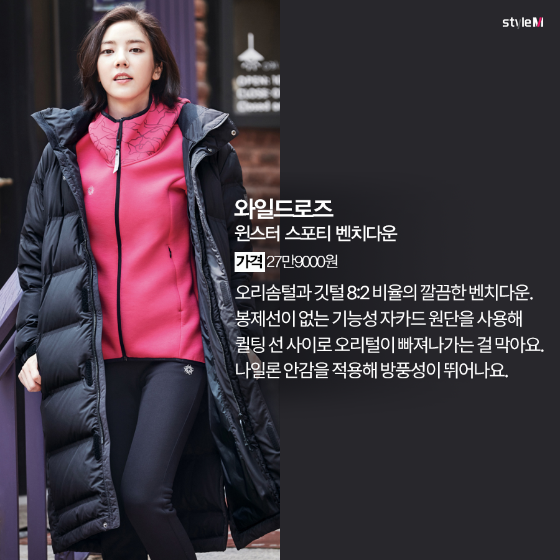 styleM
와일드로즈
윈스터 스포티 벤치다운
가격 27만9000원
오리솜털과 깃털 8:2 비율의 깔끔한 벤치다운.
봉제선이 없는 기능성 자카드 원단을 사용해
퀼팅 선 사이로 오리털이 빠져나가는 걸 막아요.
나일론 안감을 적용해 방풍성이 뛰어나요.